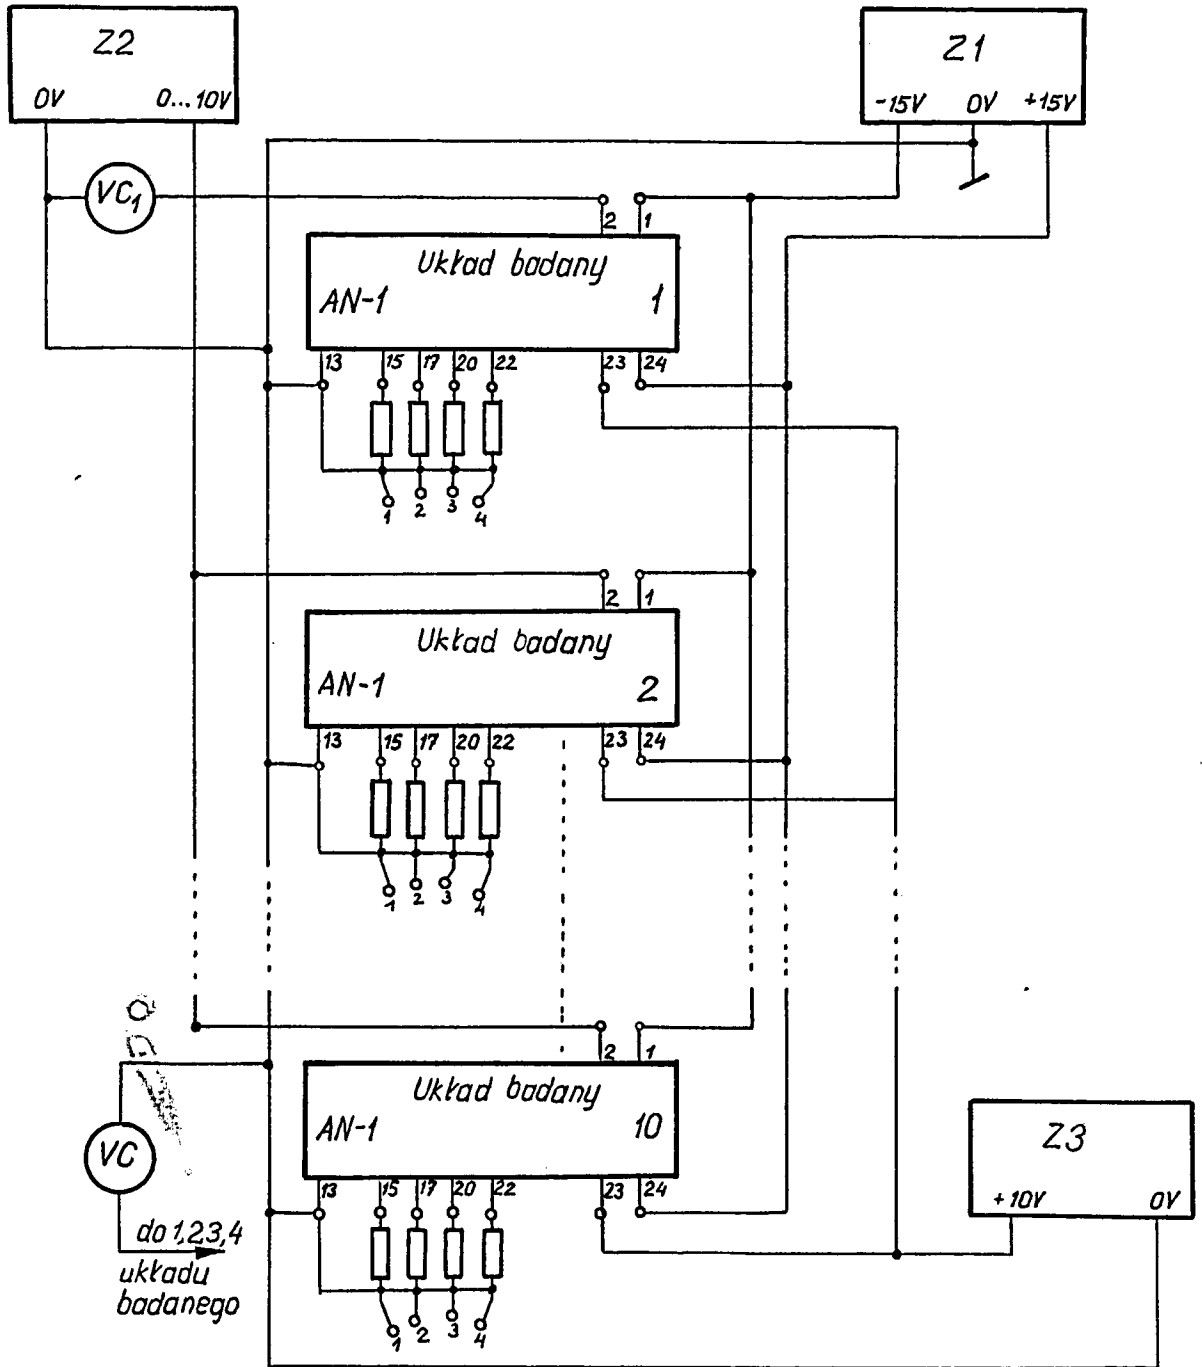 Z2
0V 0...10V
Z1
-15V 0V +15V
VC₁
2 1
Układ badany
AN-1 1
13 15 17 20 22 23 24
1 2 3 4
2 1
Układ badany
AN-1 2
13 15 17 20 22 23 24
1 2 3 4
2 1
Układ badany
AN-1 10
13 15 17 20 22 23 24
1 2 3 4
VC
do 1,2,3,4
układu
badanego
Z3
+10V 0V